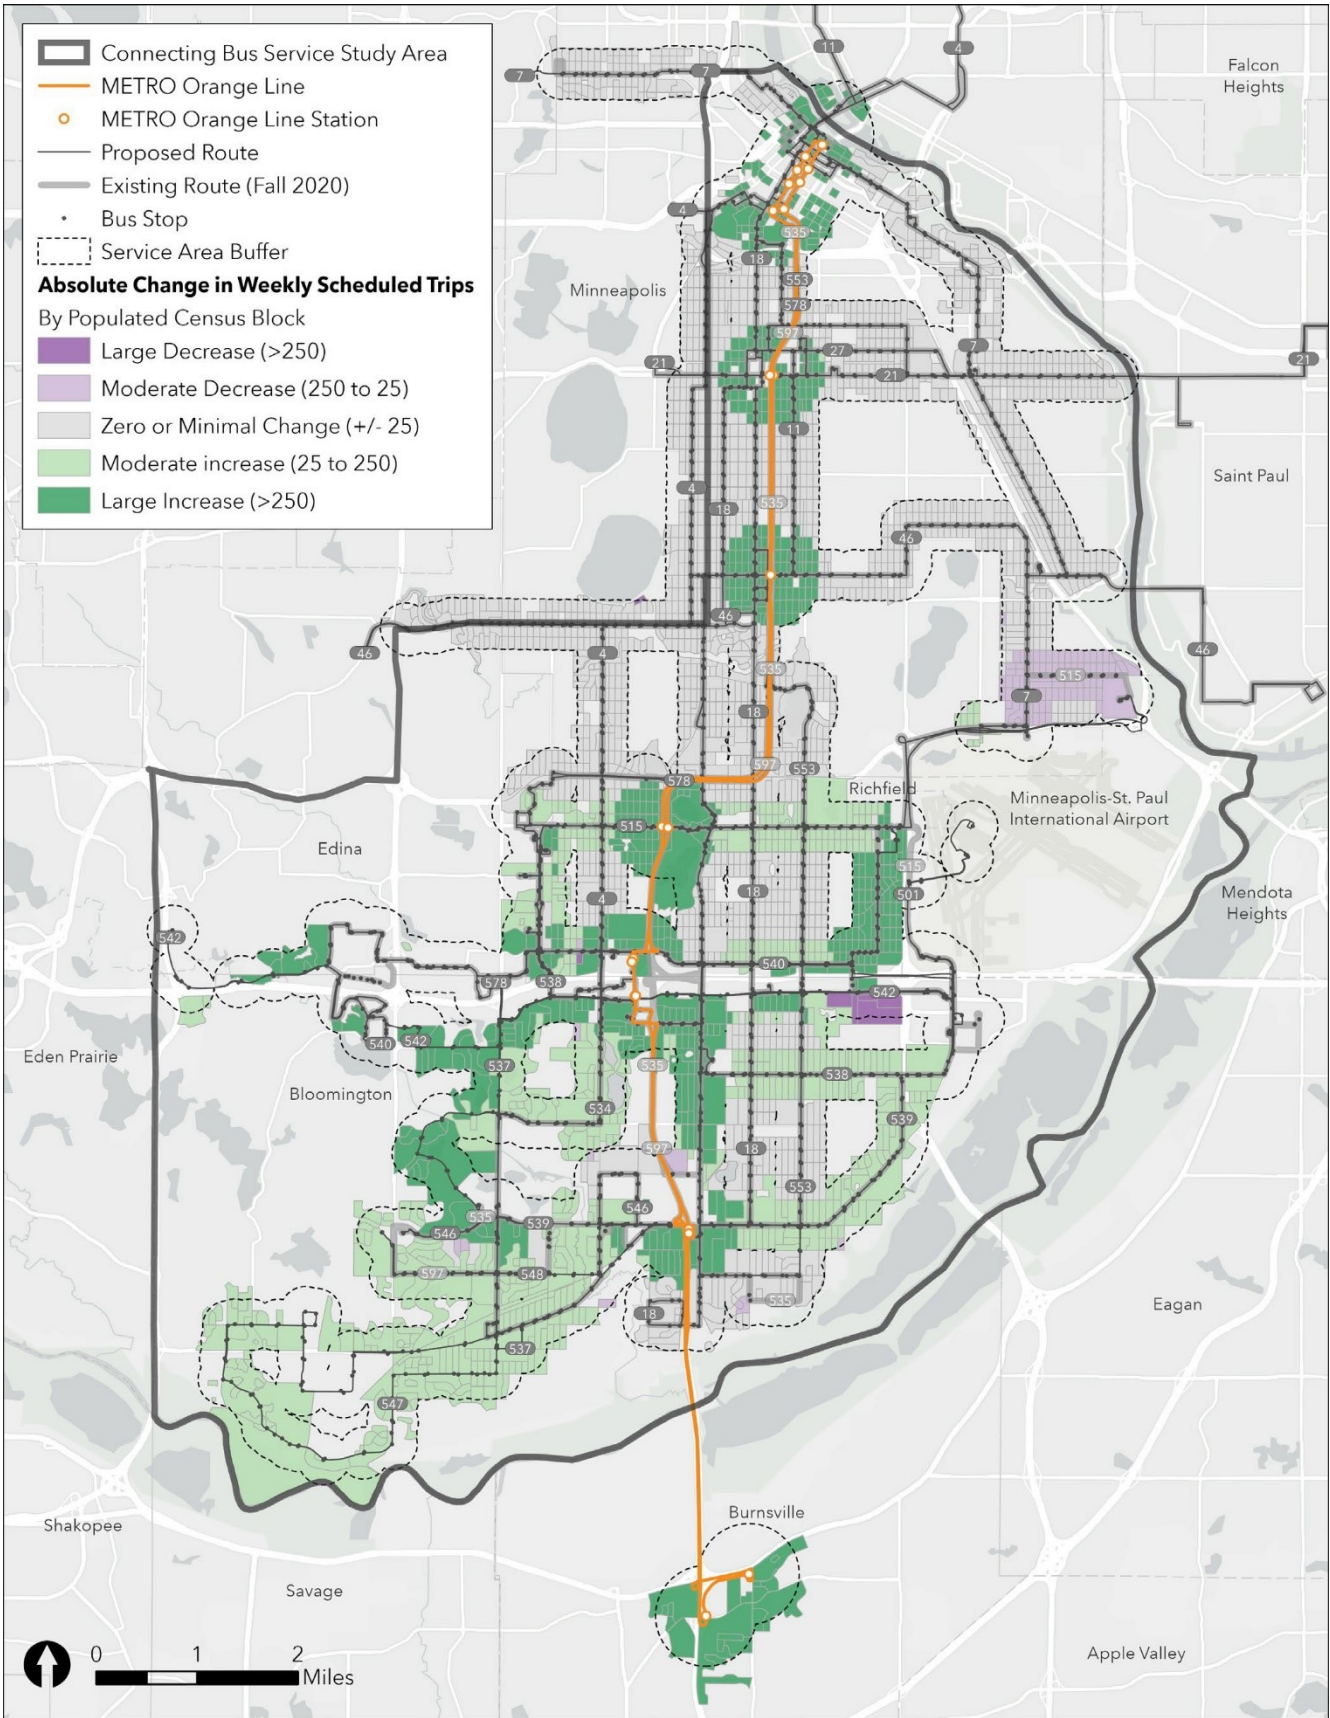 Connecting Bus Service Study Area
METRO Orange Line
METRO Orange Line Station
Proposed Route
Existing Route (Fall 2020)
Bus Stop
Service Area Buffer
Absolute Change in Weekly Scheduled Trips
By Populated Census Block
Large Decrease (>250)
Moderate Decrease (250 to 25)
Zero or Minimal Change (+/- 25)
Moderate increase (25 to 250)
Large Increase (>250)
11
4
7
7
Falcon
Heights
4
535
18
553
Minneapolis
578
597
7
27
21
21
21
11
Saint Paul
4
18
535
46
46
46
46
4
535
515
7
18
597
553
578
Richfield
Minneapolis-St. Paul
International Airport
515
Edina
515
18
501
4
Mendota
Heights
542
540
578
538
542
540
542
Eden Prairie
537
535
538
Bloomington
534
539
597
18
553
546
535
539
546
597
548
535
18
Eagan
537
547
Burnsville
Shakopee
Savage
Apple Valley
0
1
2
Miles